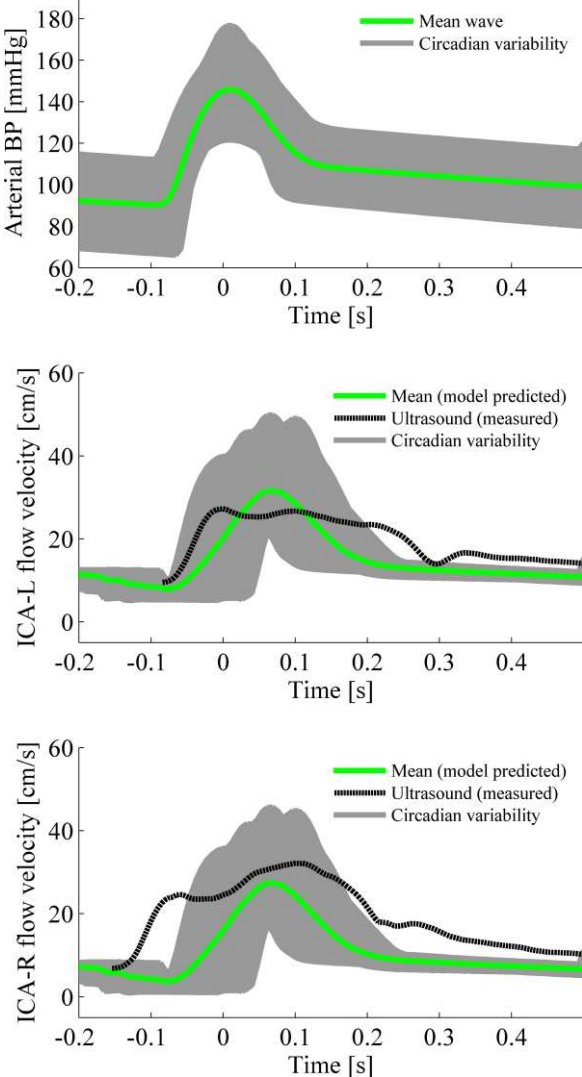 Arterial BP [mmHg]
180
160
140
120
100
80
60
Mean wave
Circadian variability
-0.2 -0.1 0 0.1 0.2 0.3 0.4
Time [s]
ICA-L flow velocity [cm/s]
60
40
20
0
Mean (model predicted)
Ultrasound (measured)
Circadian variability
-0.2 -0.1 0 0.1 0.2 0.3 0.4
Time [s]
ICA-R flow velocity [cm/s]
60
40
20
0
Mean (model predicted)
Ultrasound (measured)
Circadian variability
-0.2 -0.1 0 0.1 0.2 0.3 0.4
Time [s]